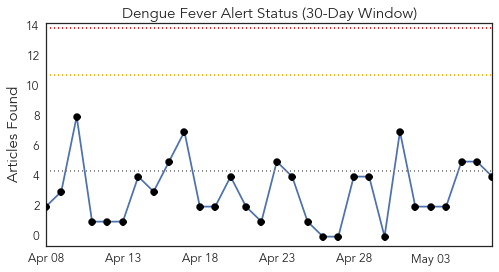 Dengue Fever Alert Status (30-Day Window)
Articles Found
14
12
10
8
6
4
2
0
Apr 08 Apr 13 Apr 18 Apr 23 Apr 28 May 03